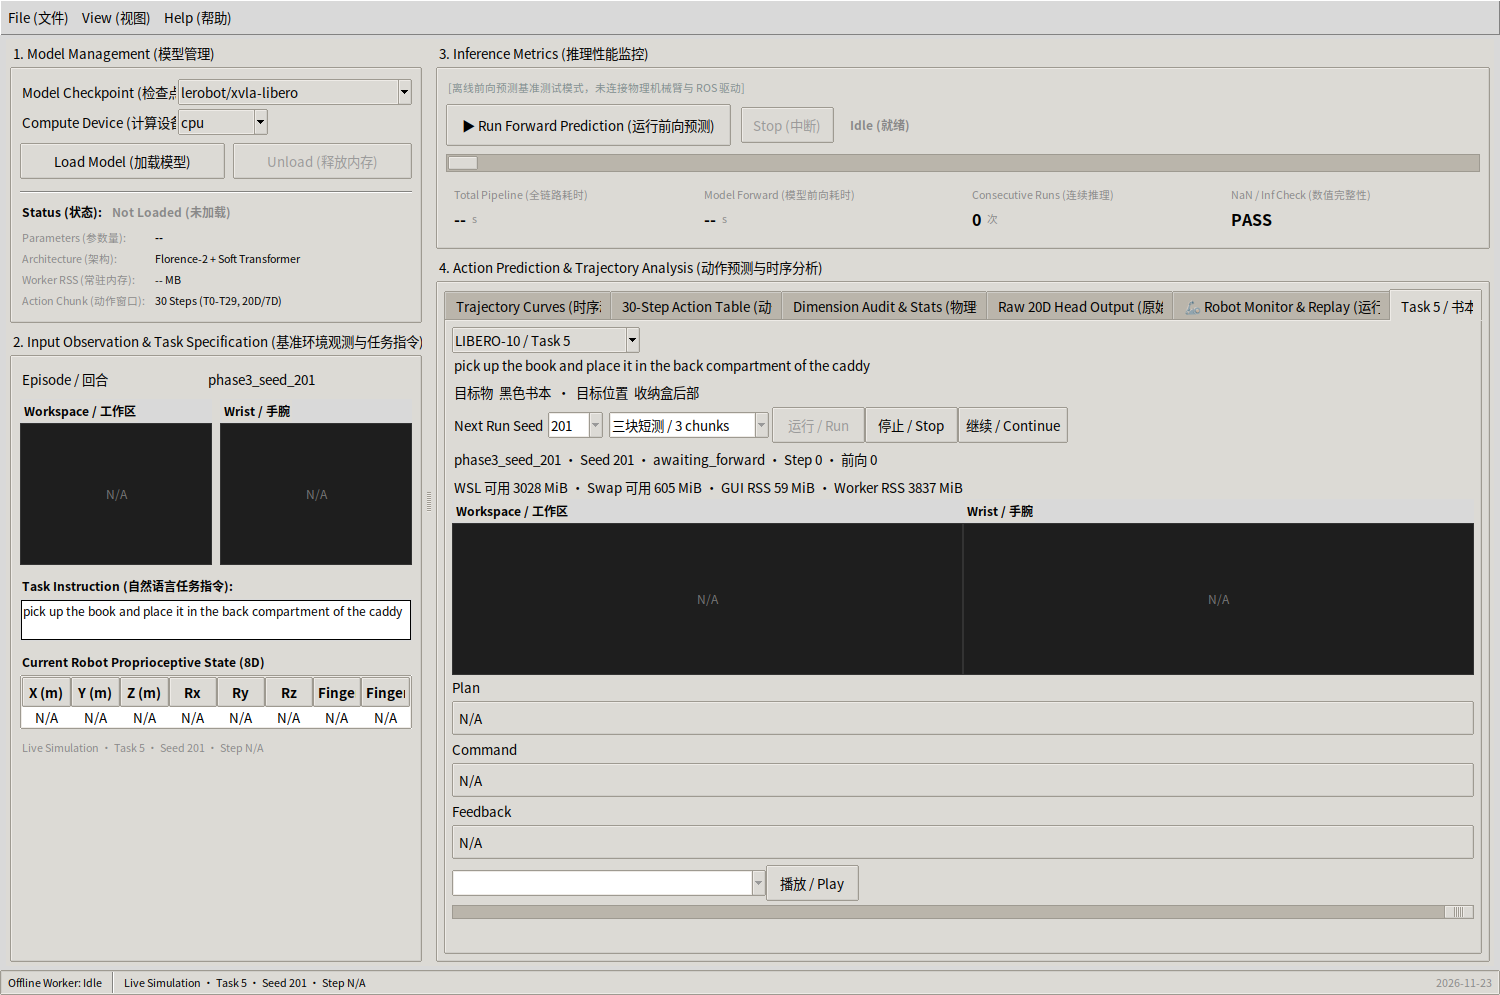 File (文件) View (视图) Help (帮助)
1. Model Management (模型管理)
Model Checkpoint (检查点 lerobot/xvla-libero
Compute Device (计算设备 cpu
Load Model (加载模型) Unload (释放内存)
Status (状态): Not Loaded (未加载)
Parameters (参数量): --
Architecture (架构): Florence-2 + Soft Transformer
Worker RSS (常驻内存): -- MB
Action Chunk (动作窗口): 30 Steps (T0-T29, 20D/7D)
2. Input Observation & Task Specification (基准环境观测与任务指令)
Episode / 回合 phase3_seed_201
Workspace / 工作区 Wrist / 手腕
N/A N/A
Task Instruction (自然语言任务指令):
pick up the book and place it in the back compartment of the caddy
Current Robot Proprioceptive State (8D)
X (m) Y (m) Z (m) Rx Ry Rz Finge Finger
N/A N/A N/A N/A N/A N/A N/A N/A
Live Simulation · Task 5 · Seed 201 · Step N/A
3. Inference Metrics (推理性能监控)
[离线前向预测基准测试模式，未连接物理机械臂与 ROS 驱动]
▶ Run Forward Prediction (运行前向预测) Stop (中断) Idle (就绪)
Total Pipeline (全链路耗时) Model Forward (模型前向耗时) Consecutive Runs (连续推理) NaN / Inf Check (数值完整性)
-- s -- s 0 次 PASS
4. Action Prediction & Trajectory Analysis (动作预测与时序分析)
Trajectory Curves (时序 30-Step Action Table (动 Dimension Audit & Stats (物理 Raw 20D Head Output (原始 Robot Monitor & Replay (运行 Task 5 / 书本
LIBERO-10 / Task 5
pick up the book and place it in the back compartment of the caddy
目标物 黑色书本 · 目标位置 收纳盒后部
Next Run Seed 201 三块短测 / 3 chunks 运行 / Run 停止 / Stop 继续 / Continue
phase3_seed_201 · Seed 201 · awaiting_forward · Step 0 · 前向 0
WSL 可用 3028 MiB · Swap 可用 605 MiB · GUI RSS 59 MiB · Worker RSS 3837 MiB
Workspace / 工作区 Wrist / 手腕
N/A N/A
Plan
N/A
Command
N/A
Feedback
N/A
播放 / Play
Offline Worker: Idle Live Simulation · Task 5 · Seed 201 · Step N/A 2026-11-23